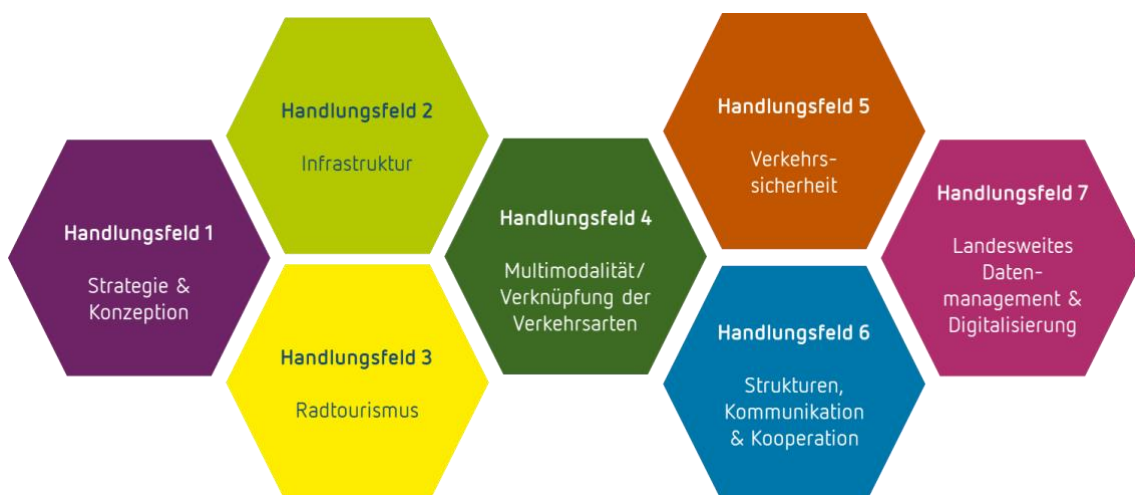 Handlungsfeld 1
Strategie &
Konzeption
Handlungsfeld 2
Infrastruktur
Handlungsfeld 3
Radtourismus
Handlungsfeld 4
Multimodalität/
Verknüpfung der
Verkehrsarten
Handlungsfeld 5
Verkehrs-
sicherheit
Handlungsfeld 6
Strukturen,
Kommunikation
& Kooperation
Handlungsfeld 7
Landesweites
Daten-
management &
Digitalisierung